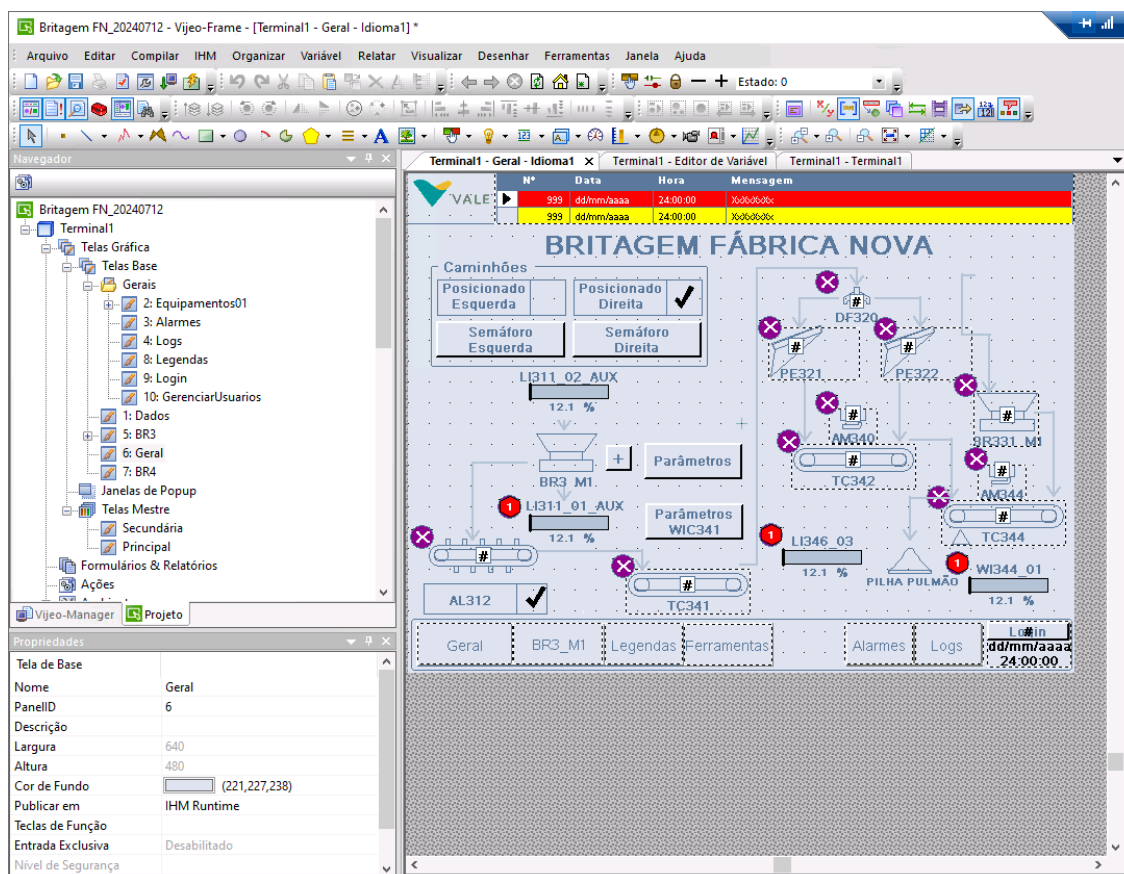 Britagem FN_20240712 - Vijeo-Frame - [Terminal1 - Geral - Idioma1] *
Arquivo Editar Compilar IHM Organizar Variável Relatar Visualizar Desenhar Ferramentas Janela Ajuda
Estado: 0
Navegador
Britagem FN_20240712
Terminal1
Telas Gráfica
Telas Base
Gerais
2: Equipamentos01
3: Alarmes
4: Logs
8: Legendas
9: Login
10: GerenciarUsuarios
1: Dados
5: BR3
6: Geral
7: BR4
Janelas de Popup
Telas Mestre
Secundária
Principal
Formulários & Relatórios
Ações
Vijeo-Manager Projeto
Propriedades
Tela de Base
Nome Geral
PanelID 6
Descrição
Largura 640
Altura 480
Cor de Fundo (221,227,238)
Publicar em IHM Runtime
Teclas de Função
Entrada Exclusiva Desabilitado
Nível de Segurança
Terminal1 - Geral - Idioma1 X Terminal1 - Editor de Variável Terminal1 - Terminal1
VALE
Nº Data Hora Mensagem
999 dd/mm/aaaa 24:00:00
999 dd/mm/aaaa 24:00:00
BRITAGEM FÁBRICA NOVA
Caminhões
Posicionado Esquerda
Posicionado Direita
Semáforo Esquerda
Semáforo Direita
LI311_02_AUX
12.1 %
BR3_M1
+
Parâmetros
1 LI311_01_AUX
12.1 %
Parâmetros WIC341
#
AL312
#
TC341
#
DF320
#
PE321
#
PE322
#
AM340
#
TC342
#
BR331_M1
#
AM344
#
TC344
1 LI346_03
12.1 %
PILHA PULMÃO
1 WI344_01
12.1 %
Geral BR3_M1 Legendas Ferramentas Alarmes Logs
dd/mm/aaaa
24:00:00